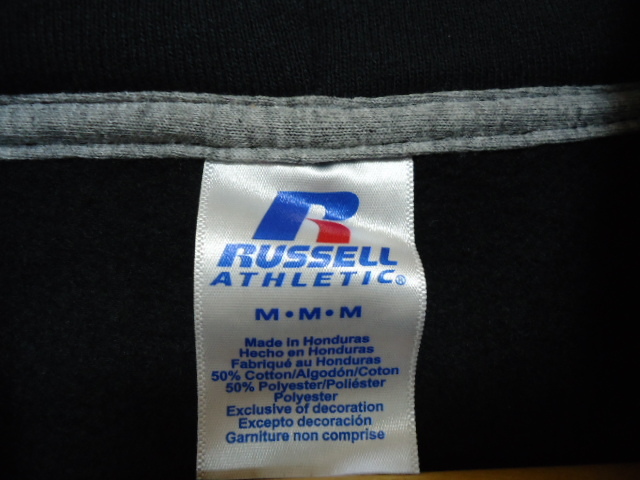 RUSSELL
ATHLETIC®
M•M•M
Made in Honduras
Hecho en Honduras
Fabriqué au Honduras
50% Cotton/Algodón/Coton
50% Polyester/Poliéster
Polyester
Exclusive of decoration
Excepto decoración
Garniture non comprise